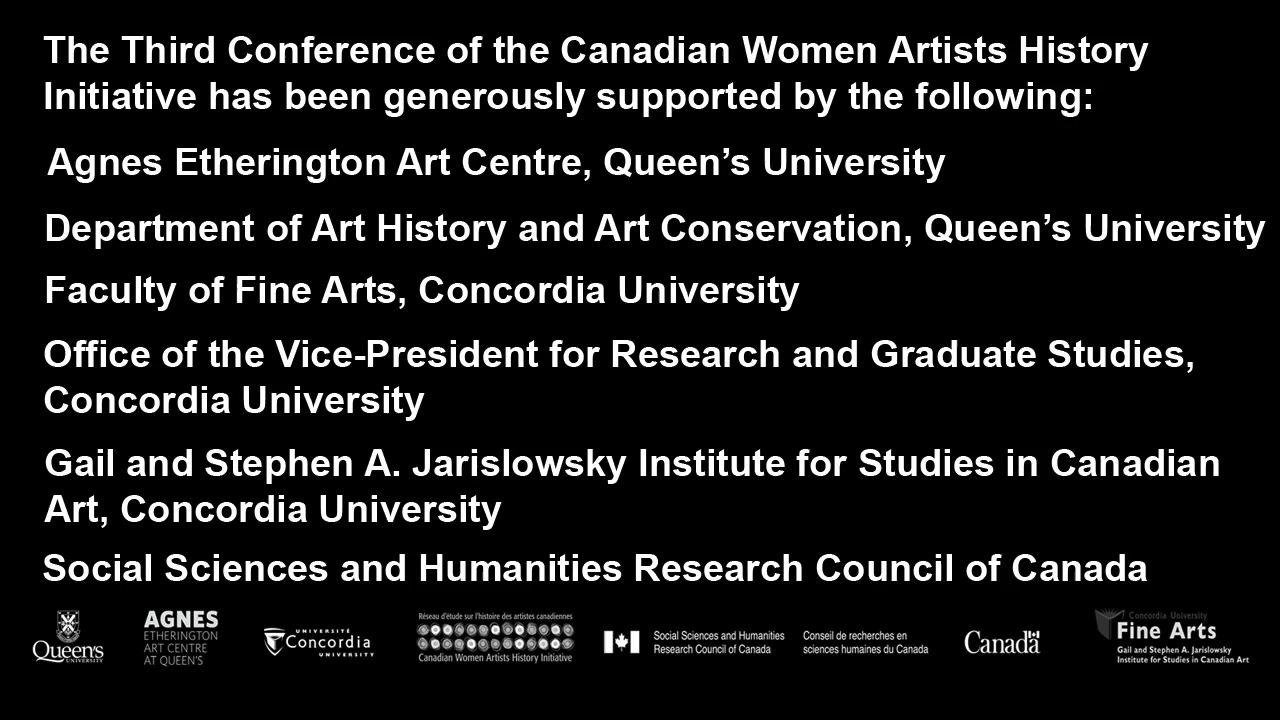 The Third Conference of the Canadian Women Artists History
Initiative has been generously supported by the following:
Agnes Etherington Art Centre, Queen’s University
Department of Art History and Art Conservation, Queen’s University
Faculty of Fine Arts, Concordia University
Office of the Vice-President for Research and Graduate Studies,
Concordia University
Gail and Stephen A. Jarislowsky Institute for Studies in Canadian
Art, Concordia University
Social Sciences and Humanities Research Council of Canada
Queen's
UNIVERSITY
AGNES
ETHERINGTON
ART CENTRE
AT QUEEN'S
UNIVERSITÉ
Concordia
UNIVERSITY
Réseau d'étude sur l'histoire des artistes canadiennes
Canadian Women Artists History Initiative
Social Sciences and Humanities
Research Council of Canada
Conseil de recherches en
sciences humaines du Canada
Canada
Concordia University
Fine Arts
Gail and Stephen A. Jarislowsky
Institute for Studies in Canadian Art